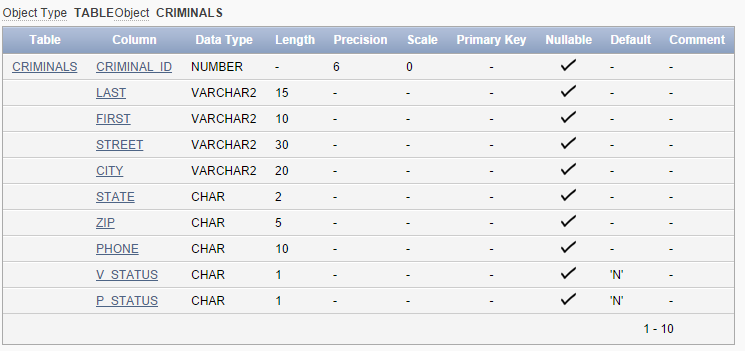 Object Type TABLE Object CRIMINALS
Table Column Data Type Length Precision Scale Primary Key Nullable Default Comment
CRIMINALS CRIMINAL_ID NUMBER - 6 0 - ✓ - -
LAST VARCHAR2 15 - - - ✓ - -
FIRST VARCHAR2 10 - - - ✓ - -
STREET VARCHAR2 30 - - - ✓ - -
CITY VARCHAR2 20 - - - ✓ - -
STATE CHAR 2 - - - ✓ - -
ZIP CHAR 5 - - - ✓ - -
PHONE CHAR 10 - - - ✓ - -
V_STATUS CHAR 1 - - - ✓ 'N' -
P_STATUS CHAR 1 - - - ✓ 'N' -
1 - 10